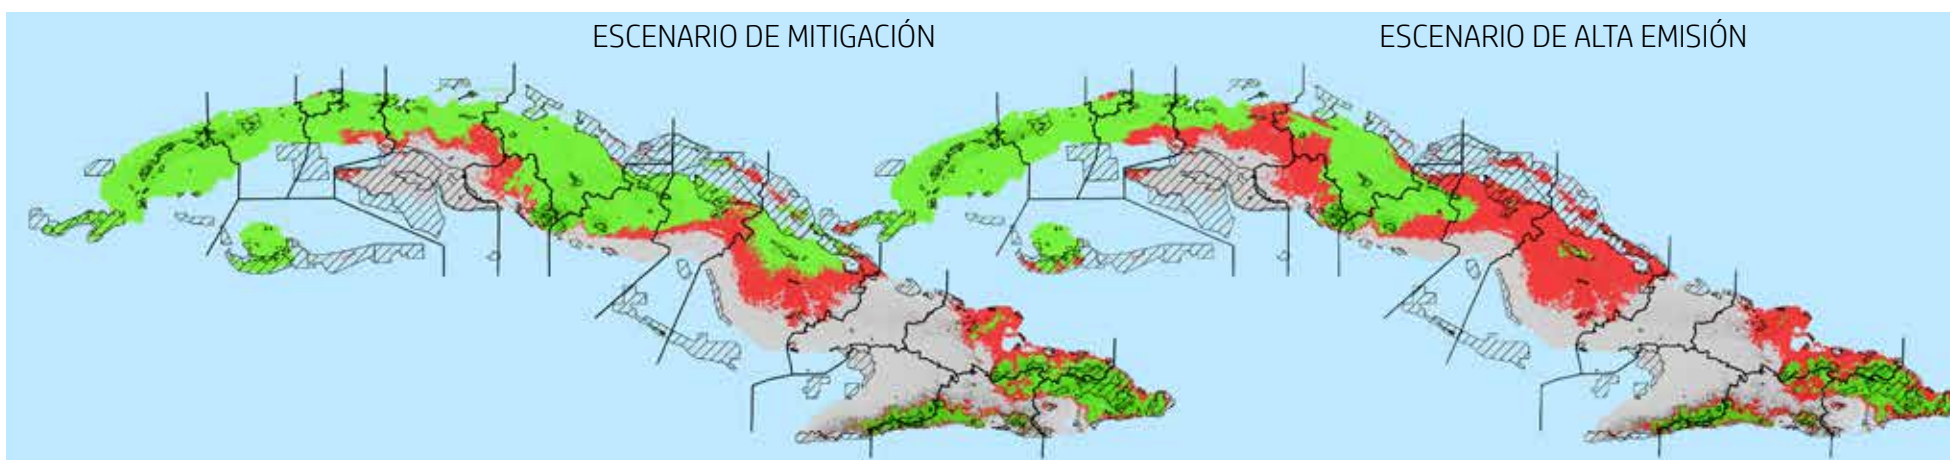 ESCENARIO DE MITIGACIÓN
ESCENARIO DE ALTA EMISIÓN